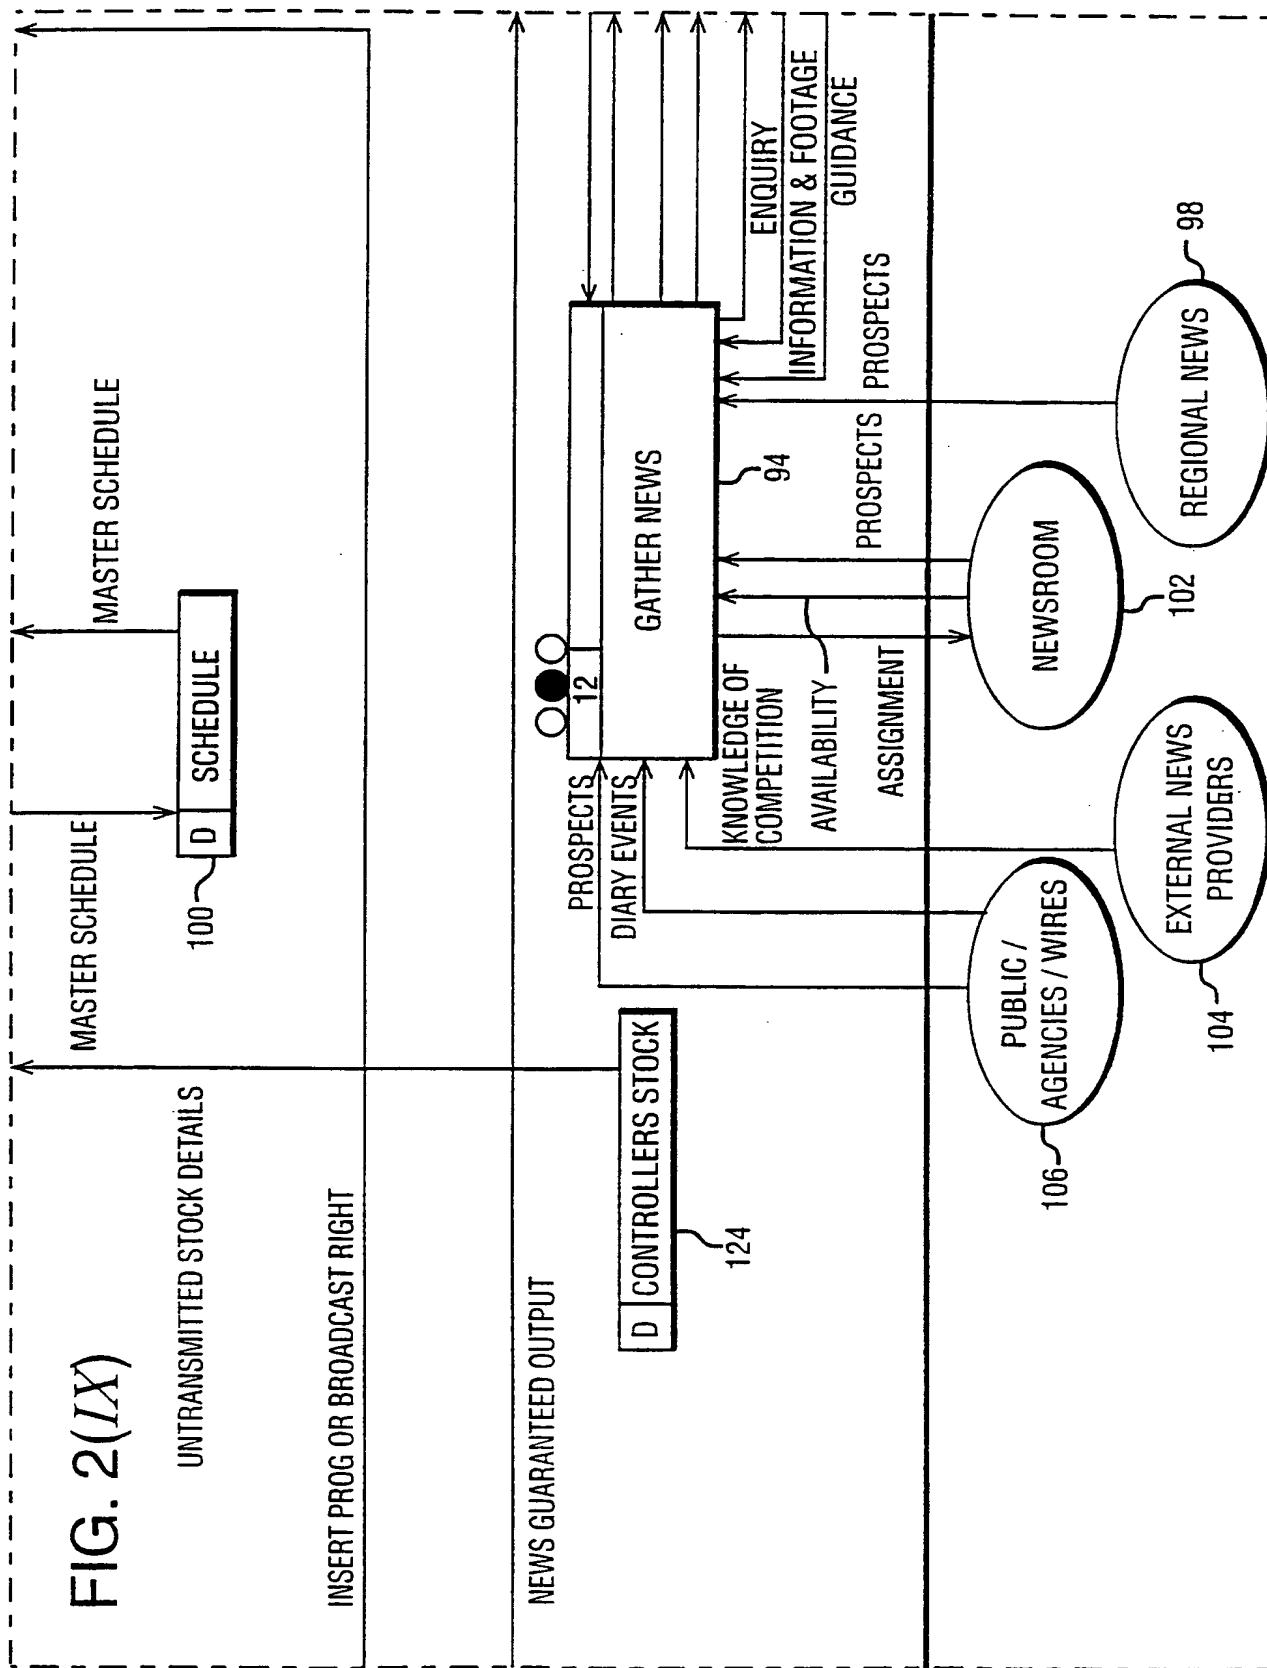 FIG. 2(IX)
MASTER SCHEDULE
MASTER SCHEDULE
UNTRANSMITTED STOCK DETAILS
D
SCHEDULE
100
INSERT PROG OR BROADCAST RIGHT
NEWS GUARANTEED OUTPUT
D
CONTROLLERS STOCK
124
PROSPECTS
DIARY EVENTS
12
GATHER NEWS
94
KNOWLEDGE OF
COMPETITION
AVAILABILITY
ASSIGNMENT
PROSPECTS
PROSPECTS
ENQUIRY
INFORMATION & FOOTAGE
GUIDANCE
PUBLIC /
AGENCIES / WIRES
106
EXTERNAL NEWS
PROVIDERS
104
NEWSROOM
102
REGIONAL NEWS
98